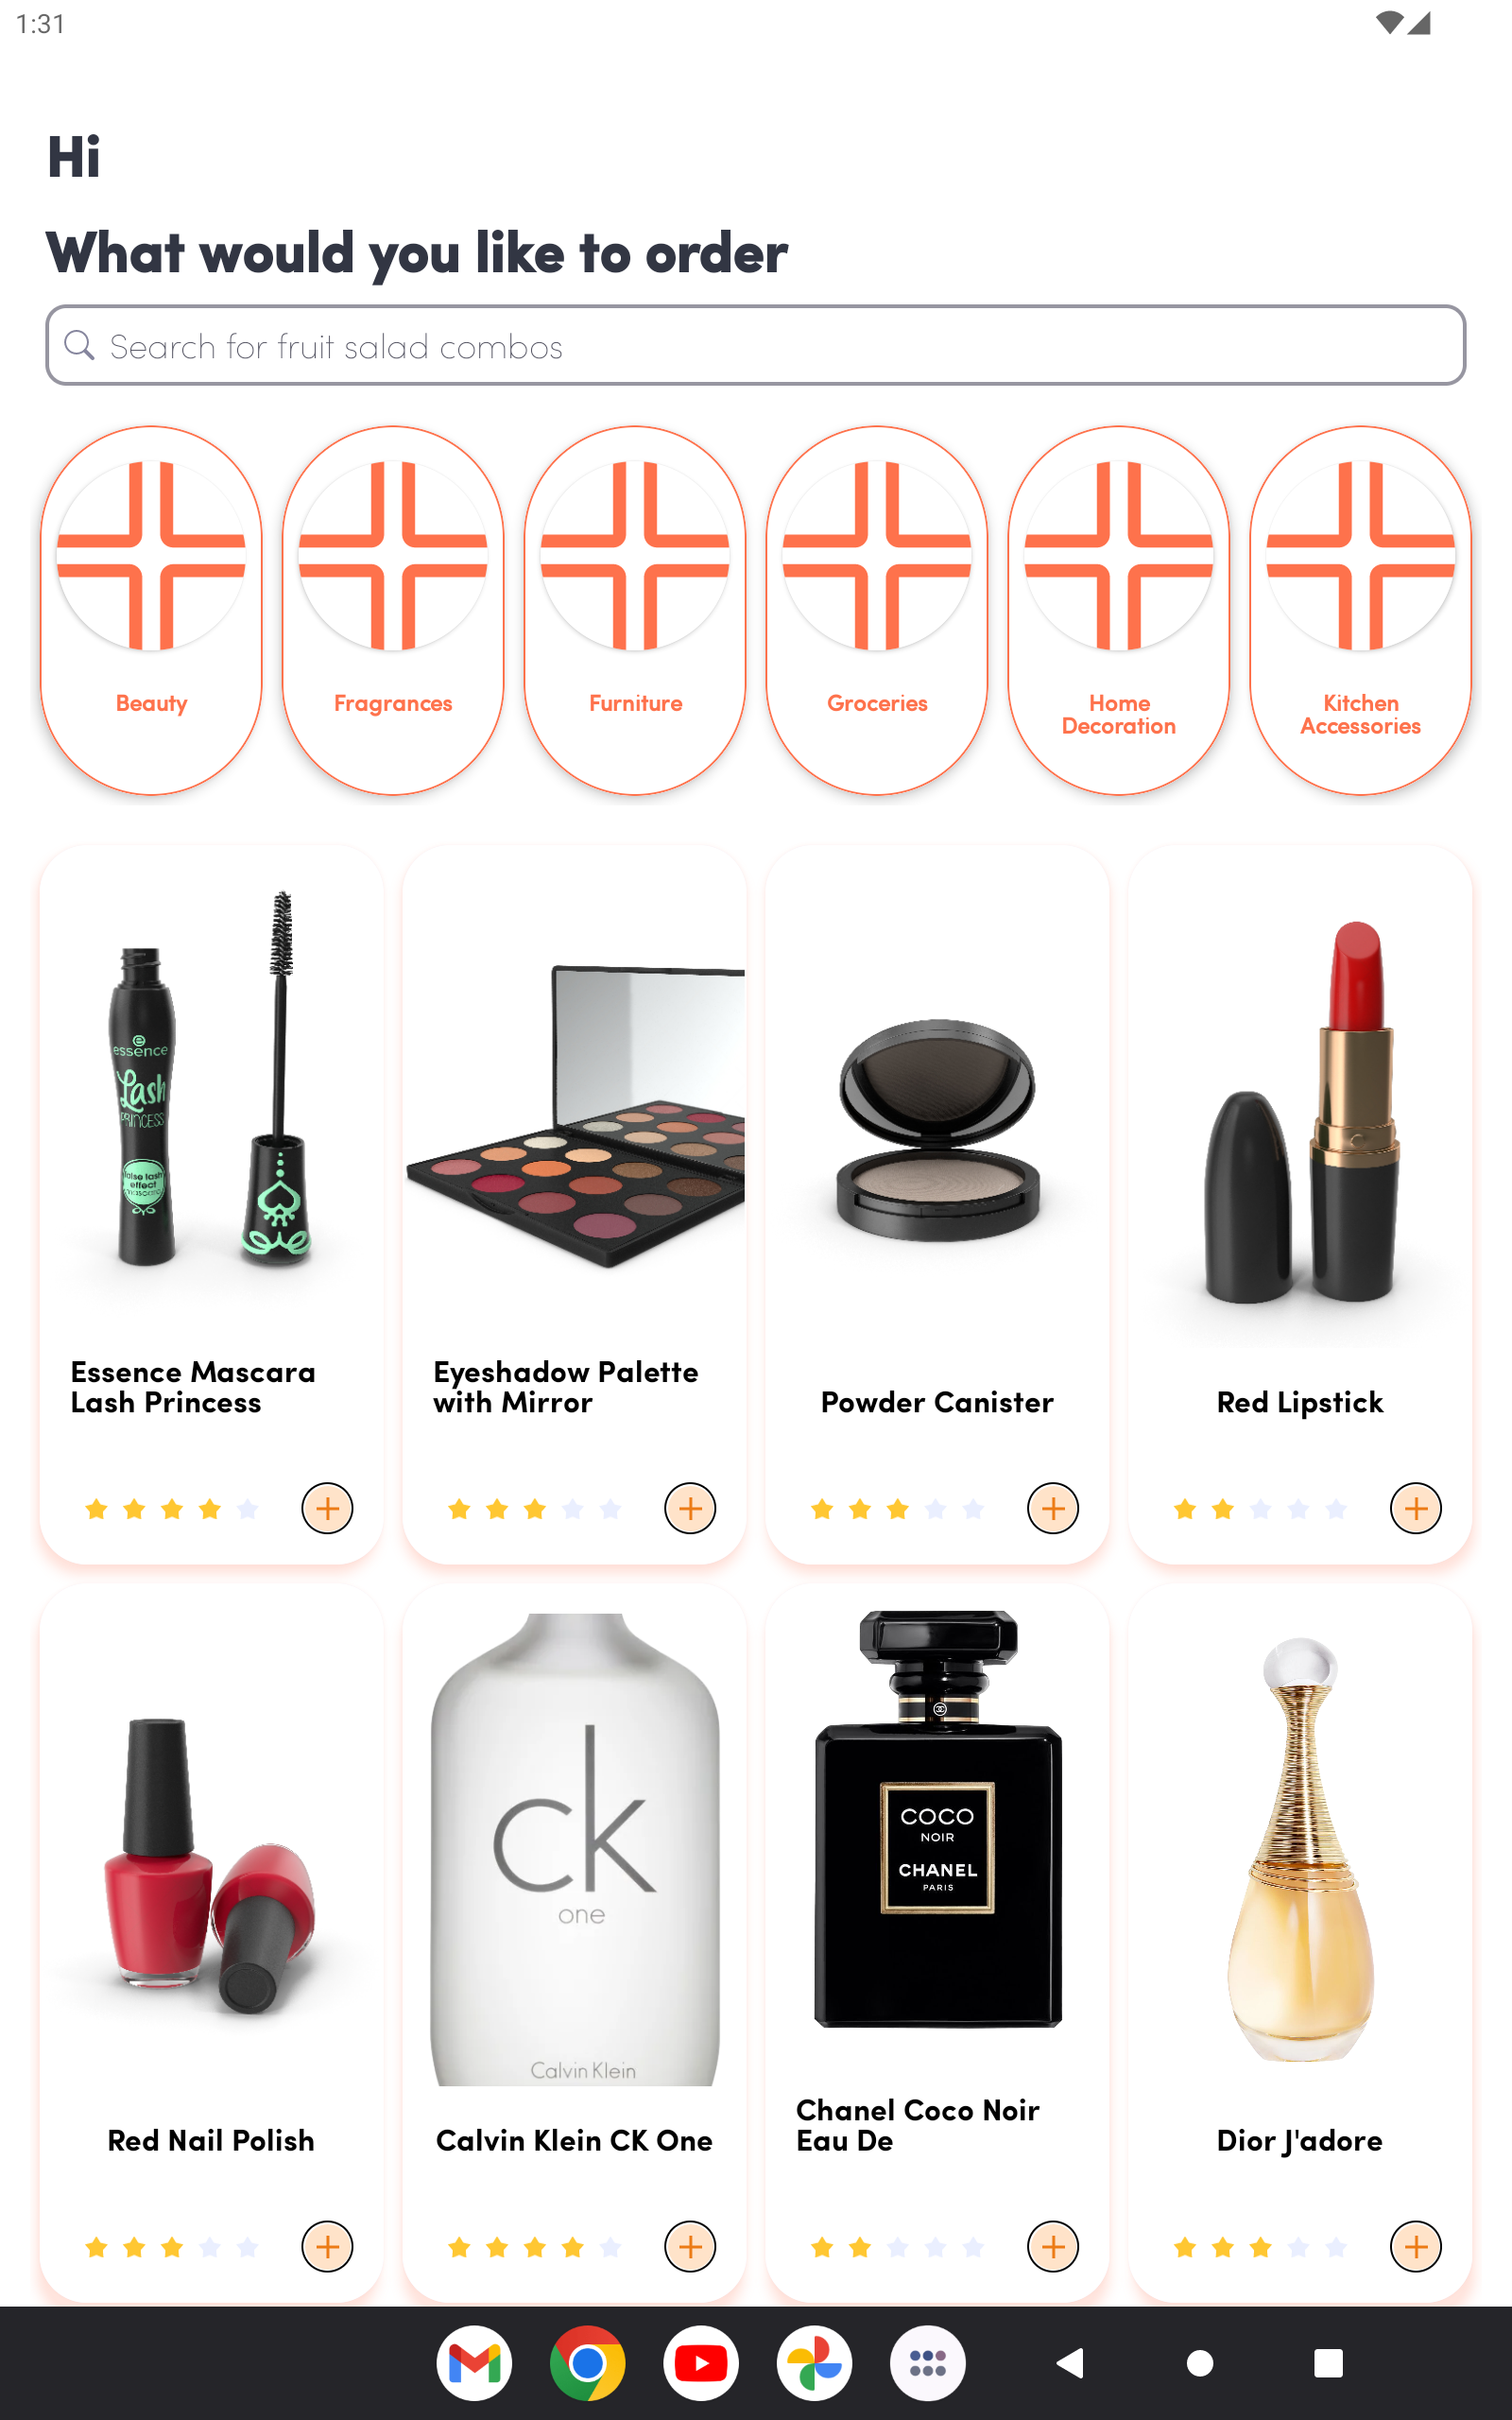 1:31
Hi
What would you like to order
Search for fruit salad combos
Beauty
Fragrances
Furniture
Groceries
Home
Decoration
Kitchen
Accessories
essence
Lash
PRINCESS
false lash
effect
mascara
Essence Mascara
Lash Princess
Eyeshadow Palette
with Mirror
Powder Canister
Red Lipstick
ck
one
Calvin Klein
COCO
NOIR
CHANEL
PARIS
Red Nail Polish
Calvin Klein CK One
Chanel Coco Noir
Eau De
Dior J'adore